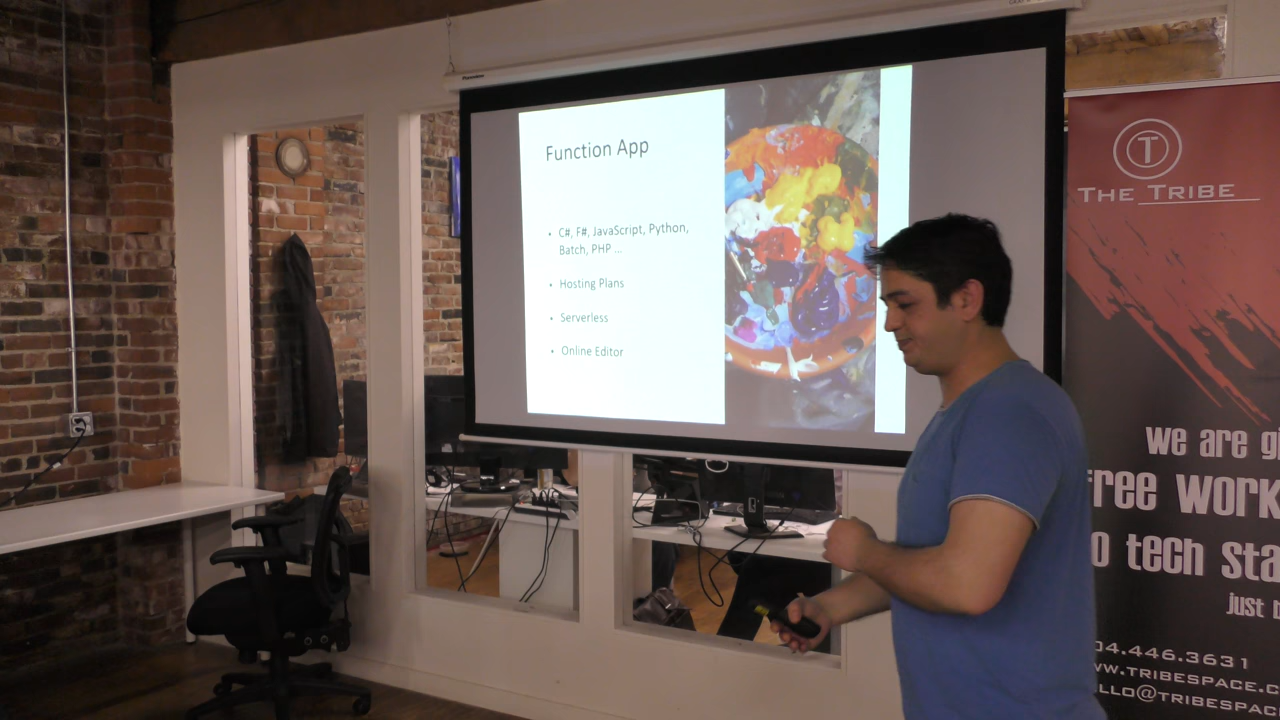 Function App
• C#, F#, JavaScript, Python,
Batch, PHP ...
• Hosting Plans
• Serverless
• Online Editor
T
THE TRIBE
we are gi
free work
o tech sta
just
04.446.3631
WW.TRIBESPACE.C
LLO@TRIBESPAC